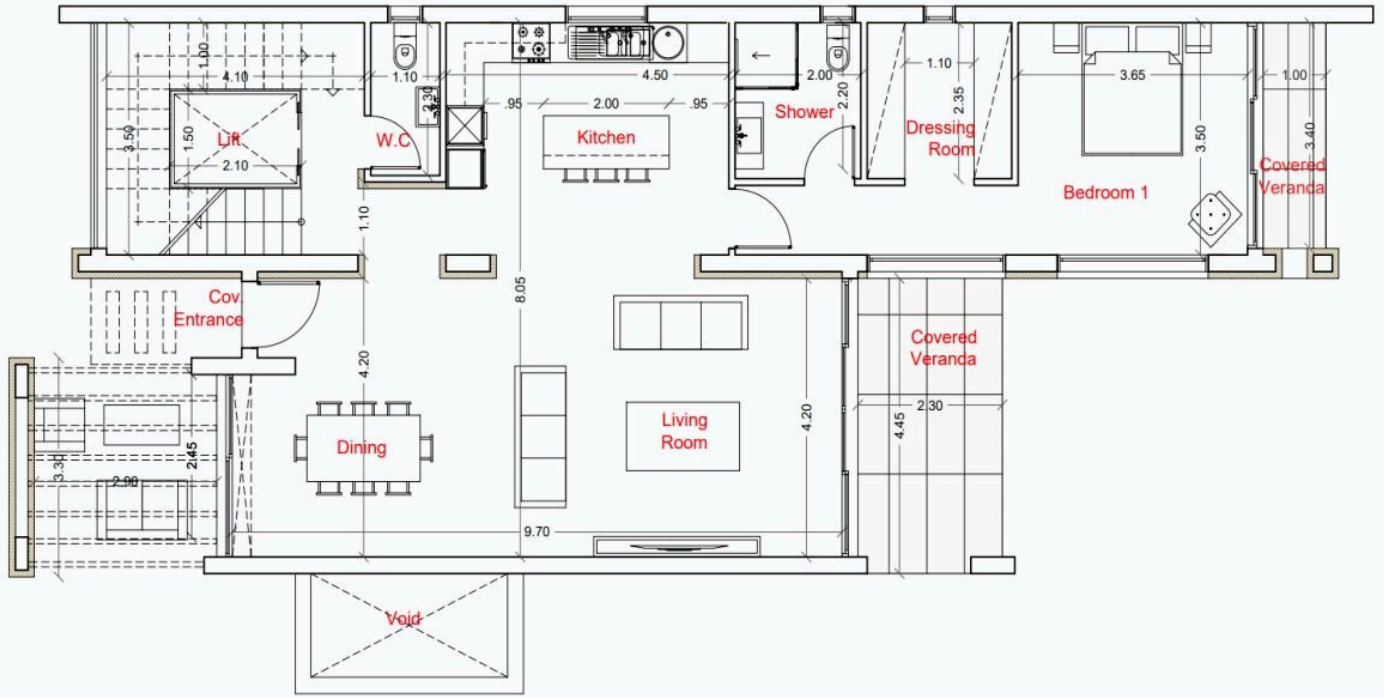 1.00
4.10
1.10
4.50
2.00
1.10
3.65
1.00
2.30
.95
2.00
.95
2.20
2.35
3.50
1.50
Lift
2.10
W.C
Kitchen
Shower
Dressing
Room
3.50
3.40
Covered
Veranda
Bedroom 1
1.10
8.05
Cov.
Entrance
Covered
Veranda
4.20
2.30
4.20
4.45
Living
Room
Dining
2.45
3.30
2.90
9.70
Void